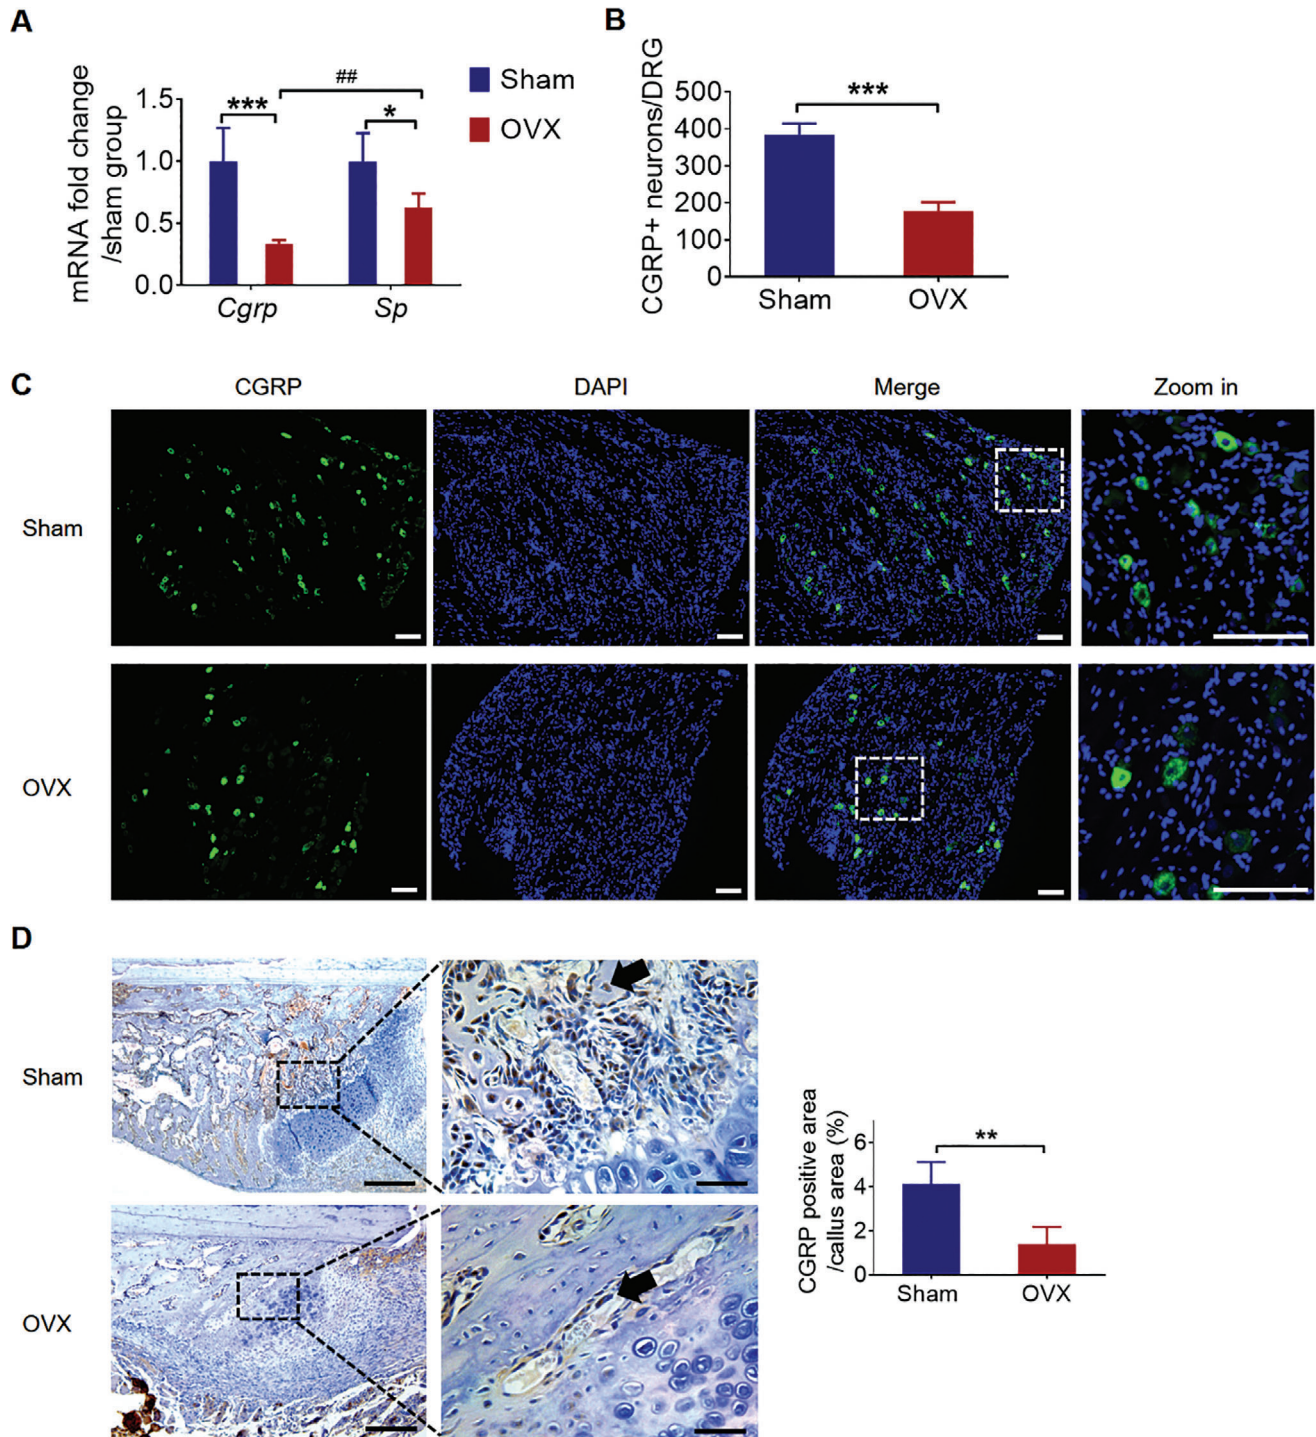 A
mRNA fold change
/sham group
1.5
1.0
0.5
0.0
***
##
*
Cgrp
Sp
Sham
OVX
B
CGRP+ neurons/DRG
500
400
300
200
100
0
***
Sham
OVX
C
CGRP
DAPI
Merge
Zoom in
Sham
OVX
D
Sham
OVX
CGRP positive area
/callus area (%)
6
4
2
0
**
Sham
OVX